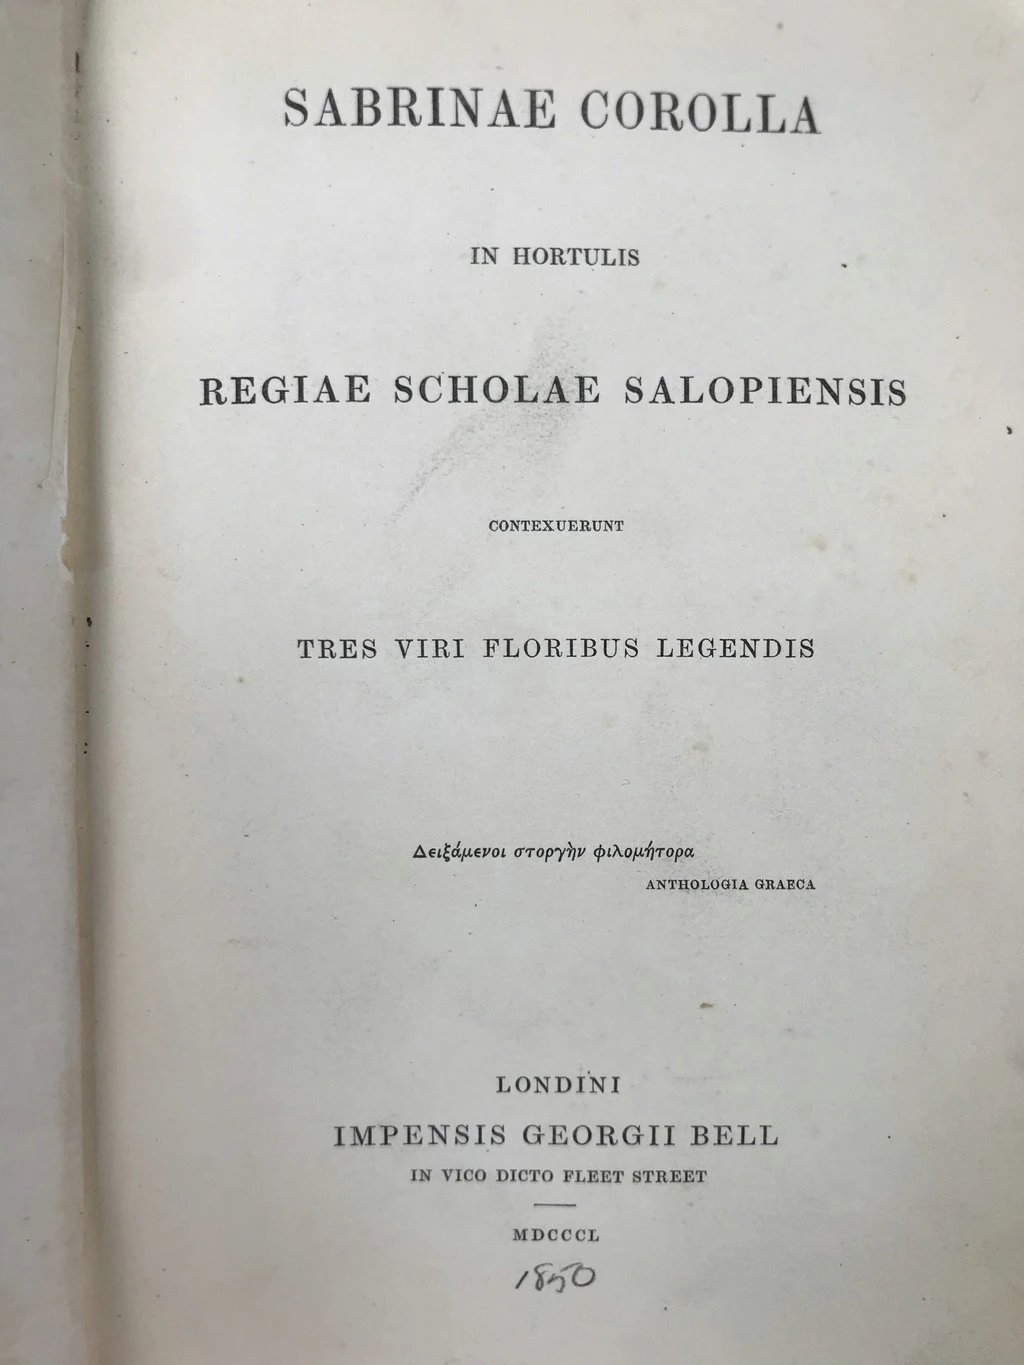 SABRINAE COROLLA
IN HORTULIS
REGIAE SCHOLAE SALOPIENSIS
CONTEXUERUNT
TRES VIRI FLORIBUS LEGENDIS
Δειξάμενοι στοργὴν φιλομήτορα
ANTHOLOGIA GRAECA
LONDINI
IMPENSIS GEORGII BELL
IN VICO DICTO FLEET STREET
MDCCCL
1850